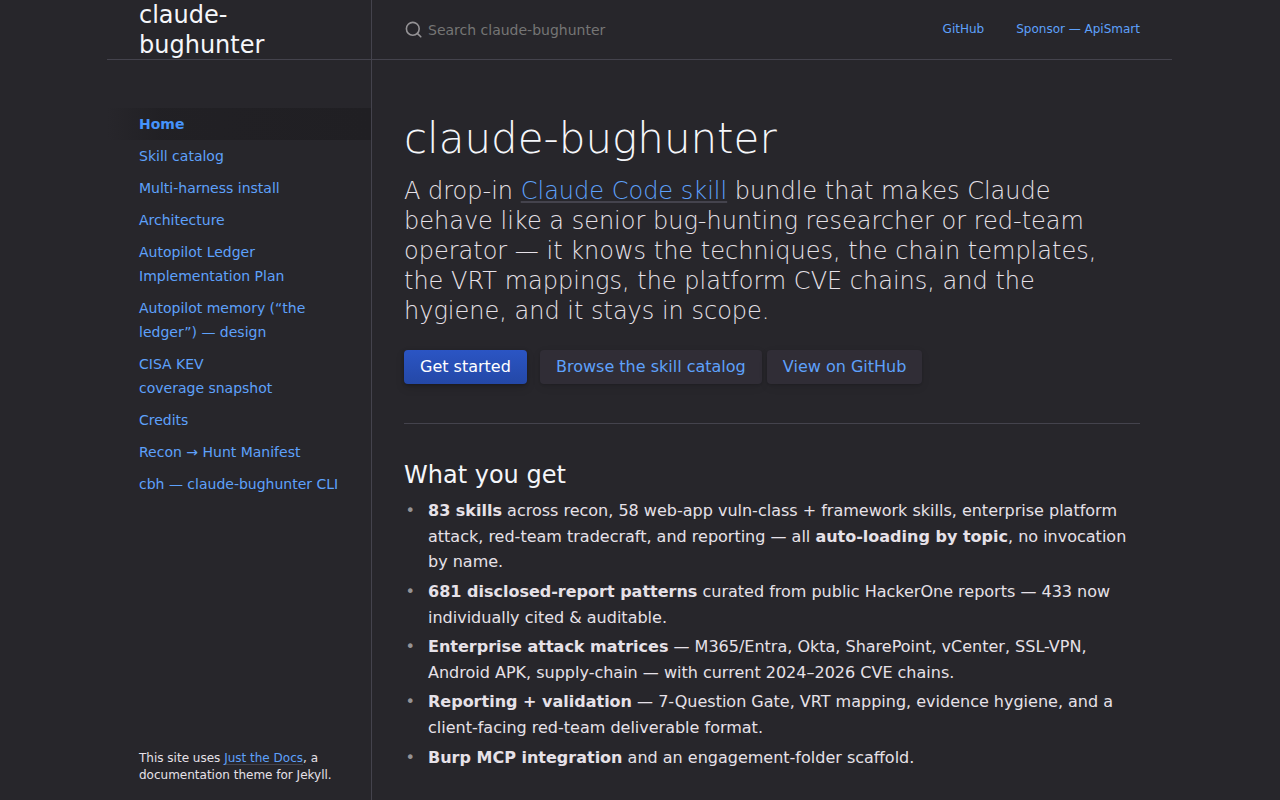 claude-
bughunter
Search claude-bughunter
GitHub
Sponsor — ApiSmart
Home
Skill catalog
Multi-harness install
Architecture
Autopilot Ledger
Implementation Plan
Autopilot memory (“the
ledger”) — design
CISA KEV
coverage snapshot
Credits
Recon → Hunt Manifest
cbh — claude-bughunter CLI
This site uses Just the Docs, a
documentation theme for Jekyll.
claude-bughunter
A drop-in Claude Code skill bundle that makes Claude
behave like a senior bug-hunting researcher or red-team
operator — it knows the techniques, the chain templates,
the VRT mappings, the platform CVE chains, and the
hygiene, and it stays in scope.
Get started
Browse the skill catalog
View on GitHub
What you get
• 83 skills across recon, 58 web-app vuln-class + framework skills, enterprise platform
attack, red-team tradecraft, and reporting — all auto-loading by topic, no invocation
by name.
• 681 disclosed-report patterns curated from public HackerOne reports — 433 now
individually cited & auditable.
• Enterprise attack matrices — M365/Entra, Okta, SharePoint, vCenter, SSL-VPN,
Android APK, supply-chain — with current 2024–2026 CVE chains.
• Reporting + validation — 7-Question Gate, VRT mapping, evidence hygiene, and a
client-facing red-team deliverable format.
• Burp MCP integration and an engagement-folder scaffold.